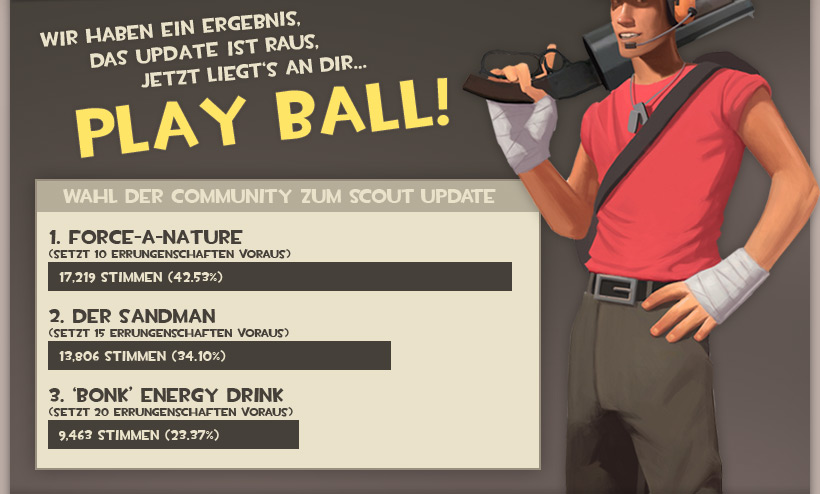 WIR HABEN EIN ERGEBNIS,
DAS UPDATE IST RAUS,
JETZT LIEGT'S AN DIR...
PLAY BALL!
WAHL DER COMMUNITY ZUM SCOUT UPDATE
1. FORCE-A-NATURE
(SETZT 10 ERRUNGENSCHAFTEN VORAUS)
17,219 STIMMEN (42.53%)
2. DER SANDMAN
(SETZT 15 ERRUNGENSCHAFTEN VORAUS)
13,806 STIMMEN (34.10%)
3. 'BONK' ENERGY DRINK
(SETZT 20 ERRUNGENSCHAFTEN VORAUS)
9,463 STIMMEN (23.37%)